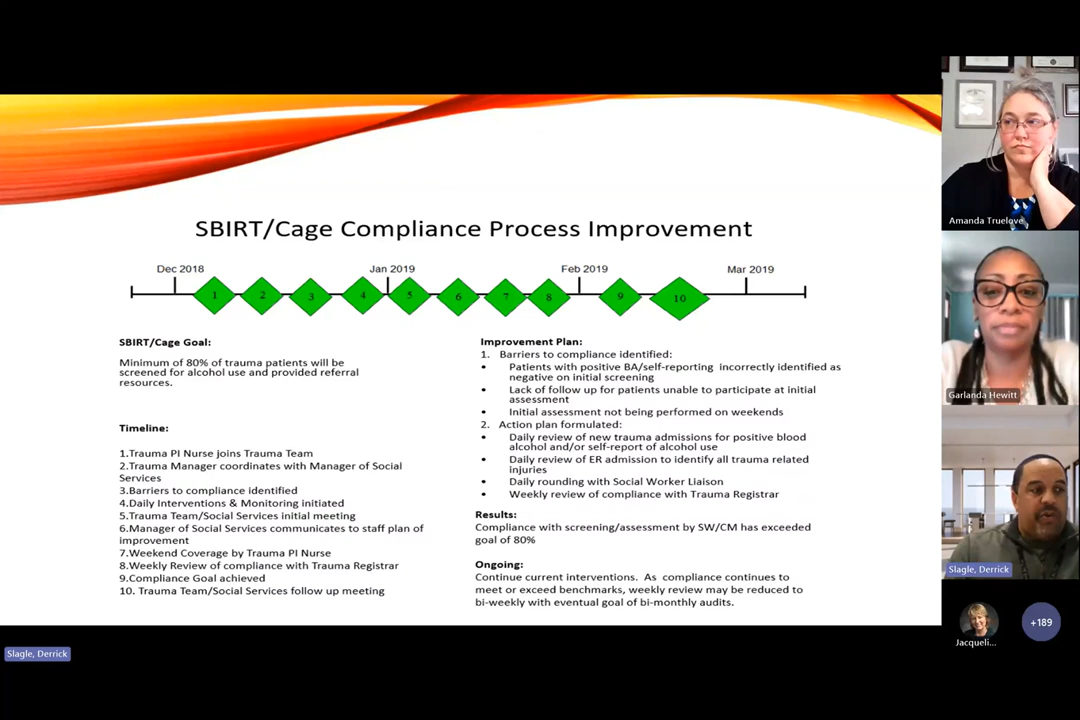 SBIRT/Cage Compliance Process Improvement
Dec 2018
Jan 2019
Feb 2019
Mar 2019
1
2
3
4
5
6
7
8
9
10
SBIRT/Cage Goal:
Minimum of 80% of trauma patients will be
screened for alcohol use and provided referral
resources.
Timeline:
1.Trauma PI Nurse joins Trauma Team
2.Trauma Manager coordinates with Manager of Social
Services
3.Barriers to compliance identified
4.Daily Interventions & Monitoring initiated
5.Trauma Team/Social Services initial meeting
6.Manager of Social Services communicates to staff plan of
improvement
7.Weekend Coverage by Trauma PI Nurse
8.Weekly Review of compliance with Trauma Registrar
9.Compliance Goal achieved
10. Trauma Team/Social Services follow up meeting
Improvement Plan:
1. Barriers to compliance identified:
• Patients with positive BA/self-reporting incorrectly identified as
negative on initial screening
• Lack of follow up for patients unable to participate at initial
assessment
• Initial assessment not being performed on weekends
2. Action plan formulated:
• Daily review of new trauma admissions for positive blood
alcohol and/or self-report of alcohol use
• Daily review of ER admission to identify all trauma related
injuries
• Daily rounding with Social Worker Liaison
• Weekly review of compliance with Trauma Registrar
Results:
Compliance with screening/assessment by SW/CM has exceeded
goal of 80%
Ongoing:
Continue current interventions. As compliance continues to
meet or exceed benchmarks, weekly review may be reduced to
bi-weekly with eventual goal of bi-monthly audits.
Amanda Truelove
Garlanda Hewitt
Slagle, Derrick
Jacqueli...
+189
Slagle, Derrick